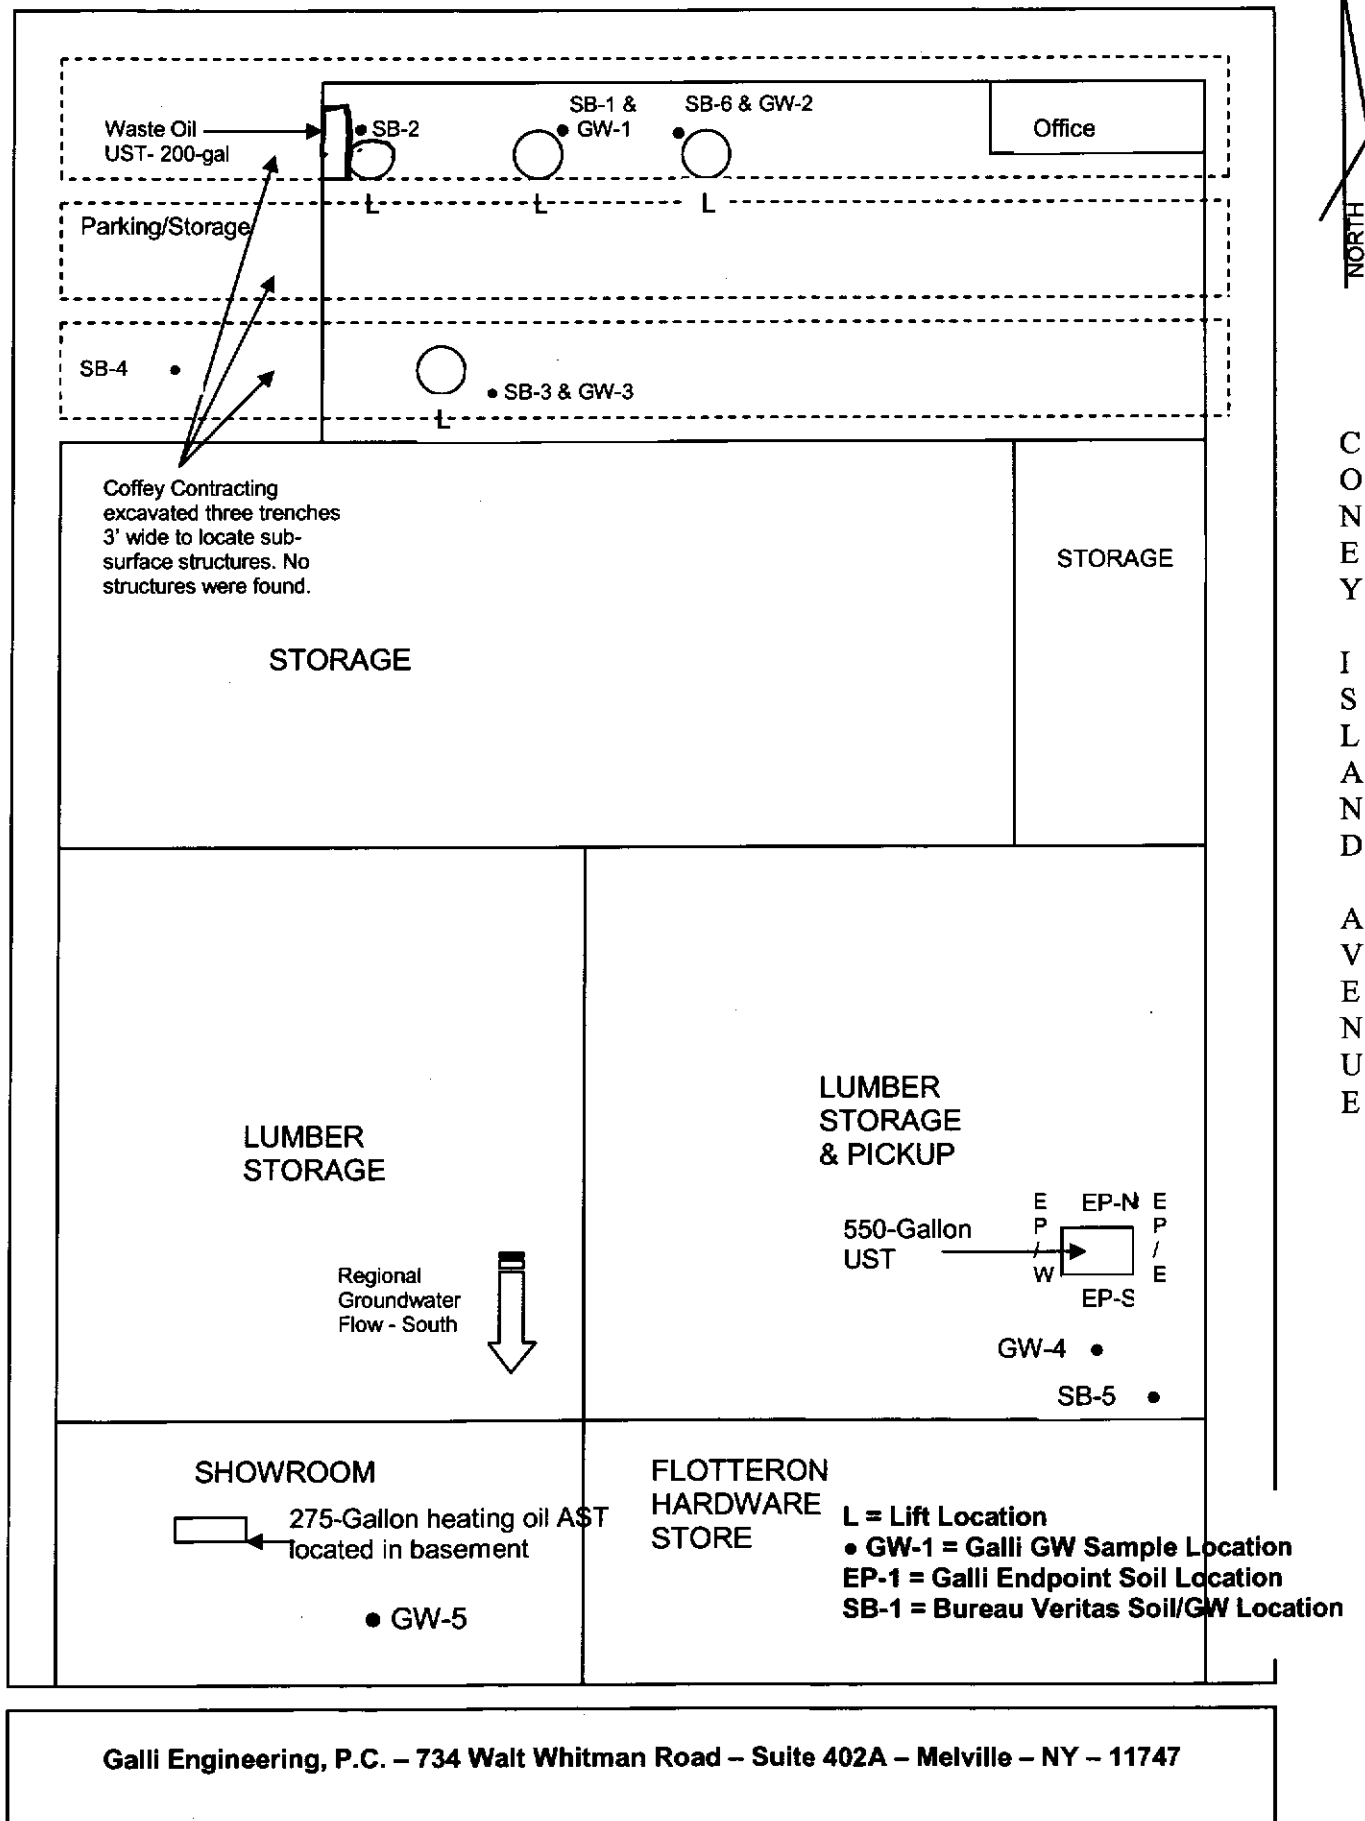 SB-1 &
GW-1
SB-6 & GW-2
Office
Waste Oil
UST- 200-gal
SB-2
L
L
L
NORTH
Parking/Storage
SB-4
SB-3 & GW-3
L
Coffey Contracting
excavated three trenches
3' wide to locate sub-
surface structures. No
structures were found.
STORAGE
STORAGE
CONEY ISLAND AVENUE
LUMBER
STORAGE
LUMBER
STORAGE
& PICKUP
550-Gallon
UST
EP/W
EP-N
EP/E
EP-S
Regional
Groundwater
Flow - South
GW-4
SB-5
SHOWROOM
275-Gallon heating oil AST
located in basement
GW-5
FLOTTERON
HARDWARE
STORE
L = Lift Location
• GW-1 = Galli GW Sample Location
EP-1 = Galli Endpoint Soil Location
SB-1 = Bureau Veritas Soil/GW Location
Galli Engineering, P.C. – 734 Walt Whitman Road – Suite 402A – Melville – NY – 11747